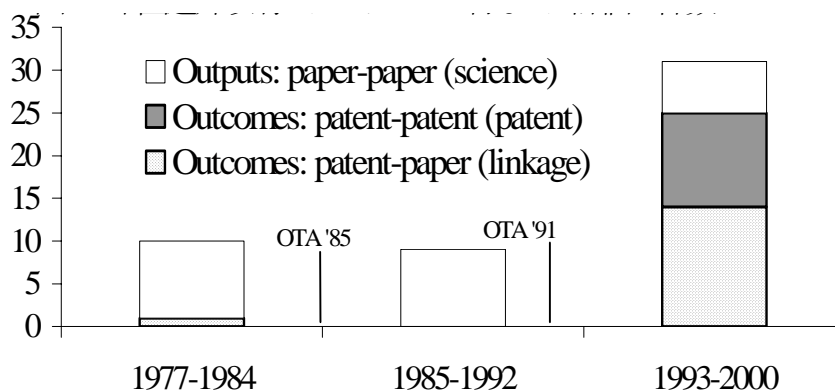 35
30
25
20
15
10
5
0
Outputs: paper-paper (science)
Outcomes: patent-patent (patent)
Outcomes: patent-paper (linkage)
OTA '85
OTA '91
1977-1984
1985-1992
1993-2000